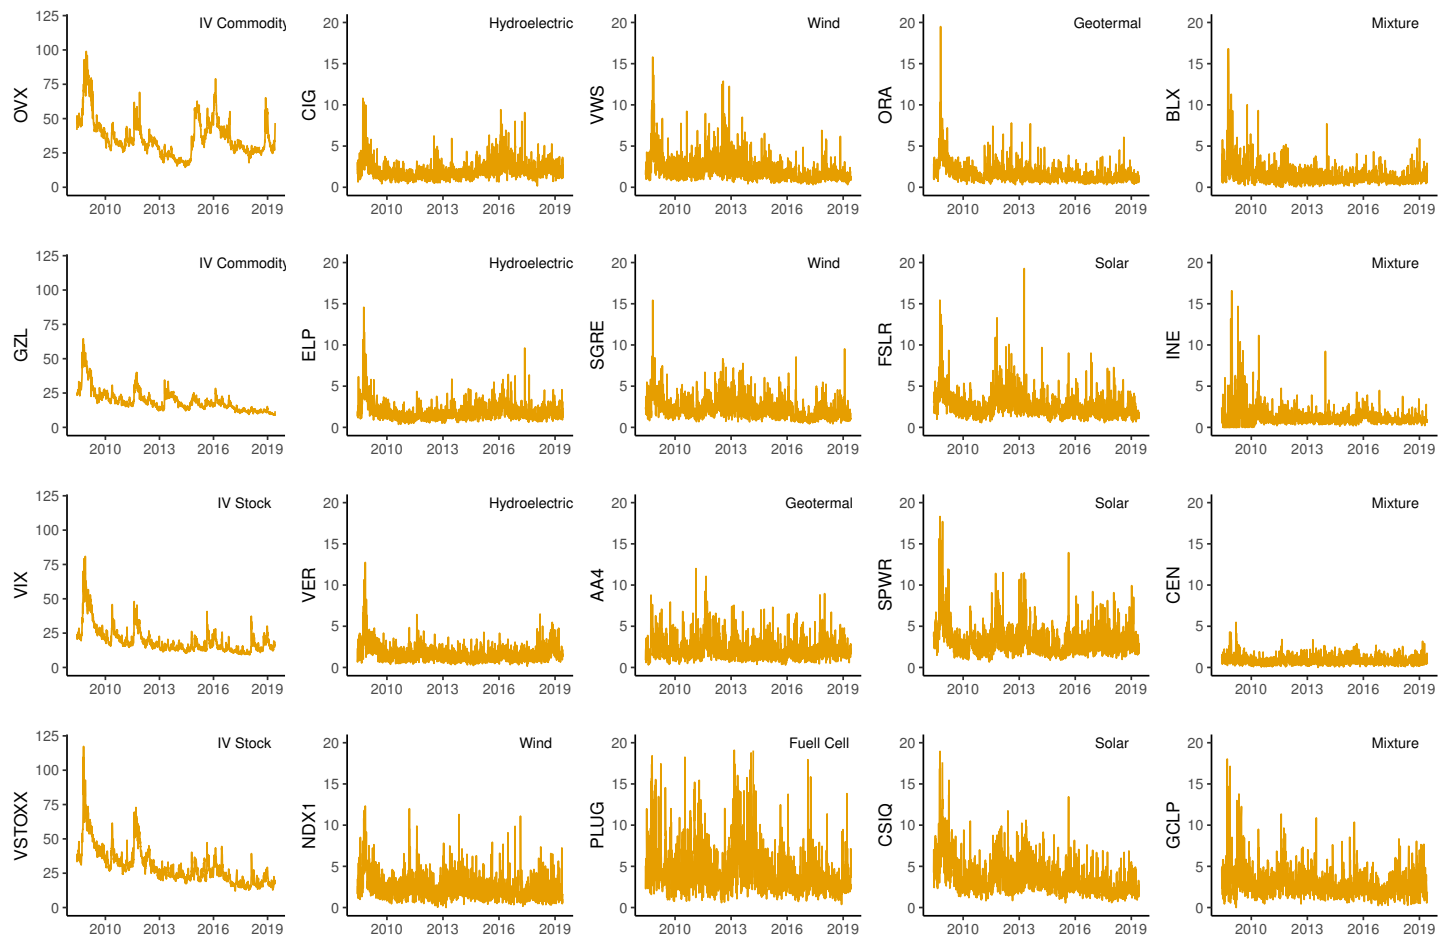 OVX
IV Commodity
125
100
75
50
25
0
2010 2013 2016 2019
CIG
Hydroelectric
20
15
10
5
0
2010 2013 2016 2019
VWS
Wind
20
15
10
5
0
2010 2013 2016 2019
ORA
Geotermal
20
15
10
5
0
2010 2013 2016 2019
BLX
Mixture
20
15
10
5
0
2010 2013 2016 2019
GZL
IV Commodity
125
100
75
50
25
0
2010 2013 2016 2019
ELP
Hydroelectric
20
15
10
5
0
2010 2013 2016 2019
SGRE
Wind
20
15
10
5
0
2010 2013 2016 2019
FSLR
Solar
20
15
10
5
0
2010 2013 2016 2019
INE
Mixture
20
15
10
5
0
2010 2013 2016 2019
VIX
IV Stock
125
100
75
50
25
0
2010 2013 2016 2019
VER
Hydroelectric
20
15
10
5
0
2010 2013 2016 2019
AA4
Geotermal
20
15
10
5
0
2010 2013 2016 2019
SPWR
Solar
20
15
10
5
0
2010 2013 2016 2019
CEN
Mixture
20
15
10
5
0
2010 2013 2016 2019
VSTOXX
IV Stock
125
100
75
50
25
0
2010 2013 2016 2019
NDX1
Wind
20
15
10
5
0
2010 2013 2016 2019
PLUG
Fuell Cell
20
15
10
5
0
2010 2013 2016 2019
CSIQ
Solar
20
15
10
5
0
2010 2013 2016 2019
GCLP
Mixture
20
15
10
5
0
2010 2013 2016 2019